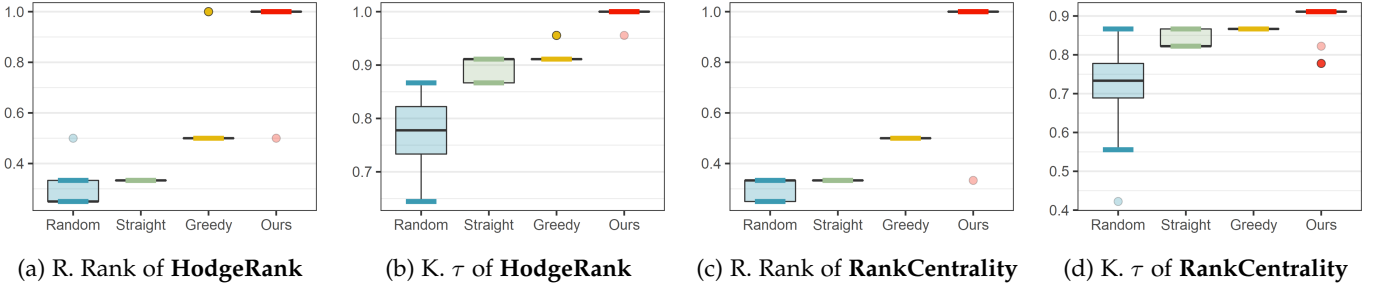 1.0
0.8
0.6
0.4
Random Straight Greedy Ours
(a) R. Rank of HodgeRank
1.0
0.9
0.8
0.7
Random Straight Greedy Ours
(b) K. τ of HodgeRank
1.0
0.8
0.6
0.4
Random Straight Greedy Ours
(c) R. Rank of RankCentrality
0.9
0.8
0.7
0.6
0.5
0.4
Random Straight Greedy Ours
(d) K. τ of RankCentrality